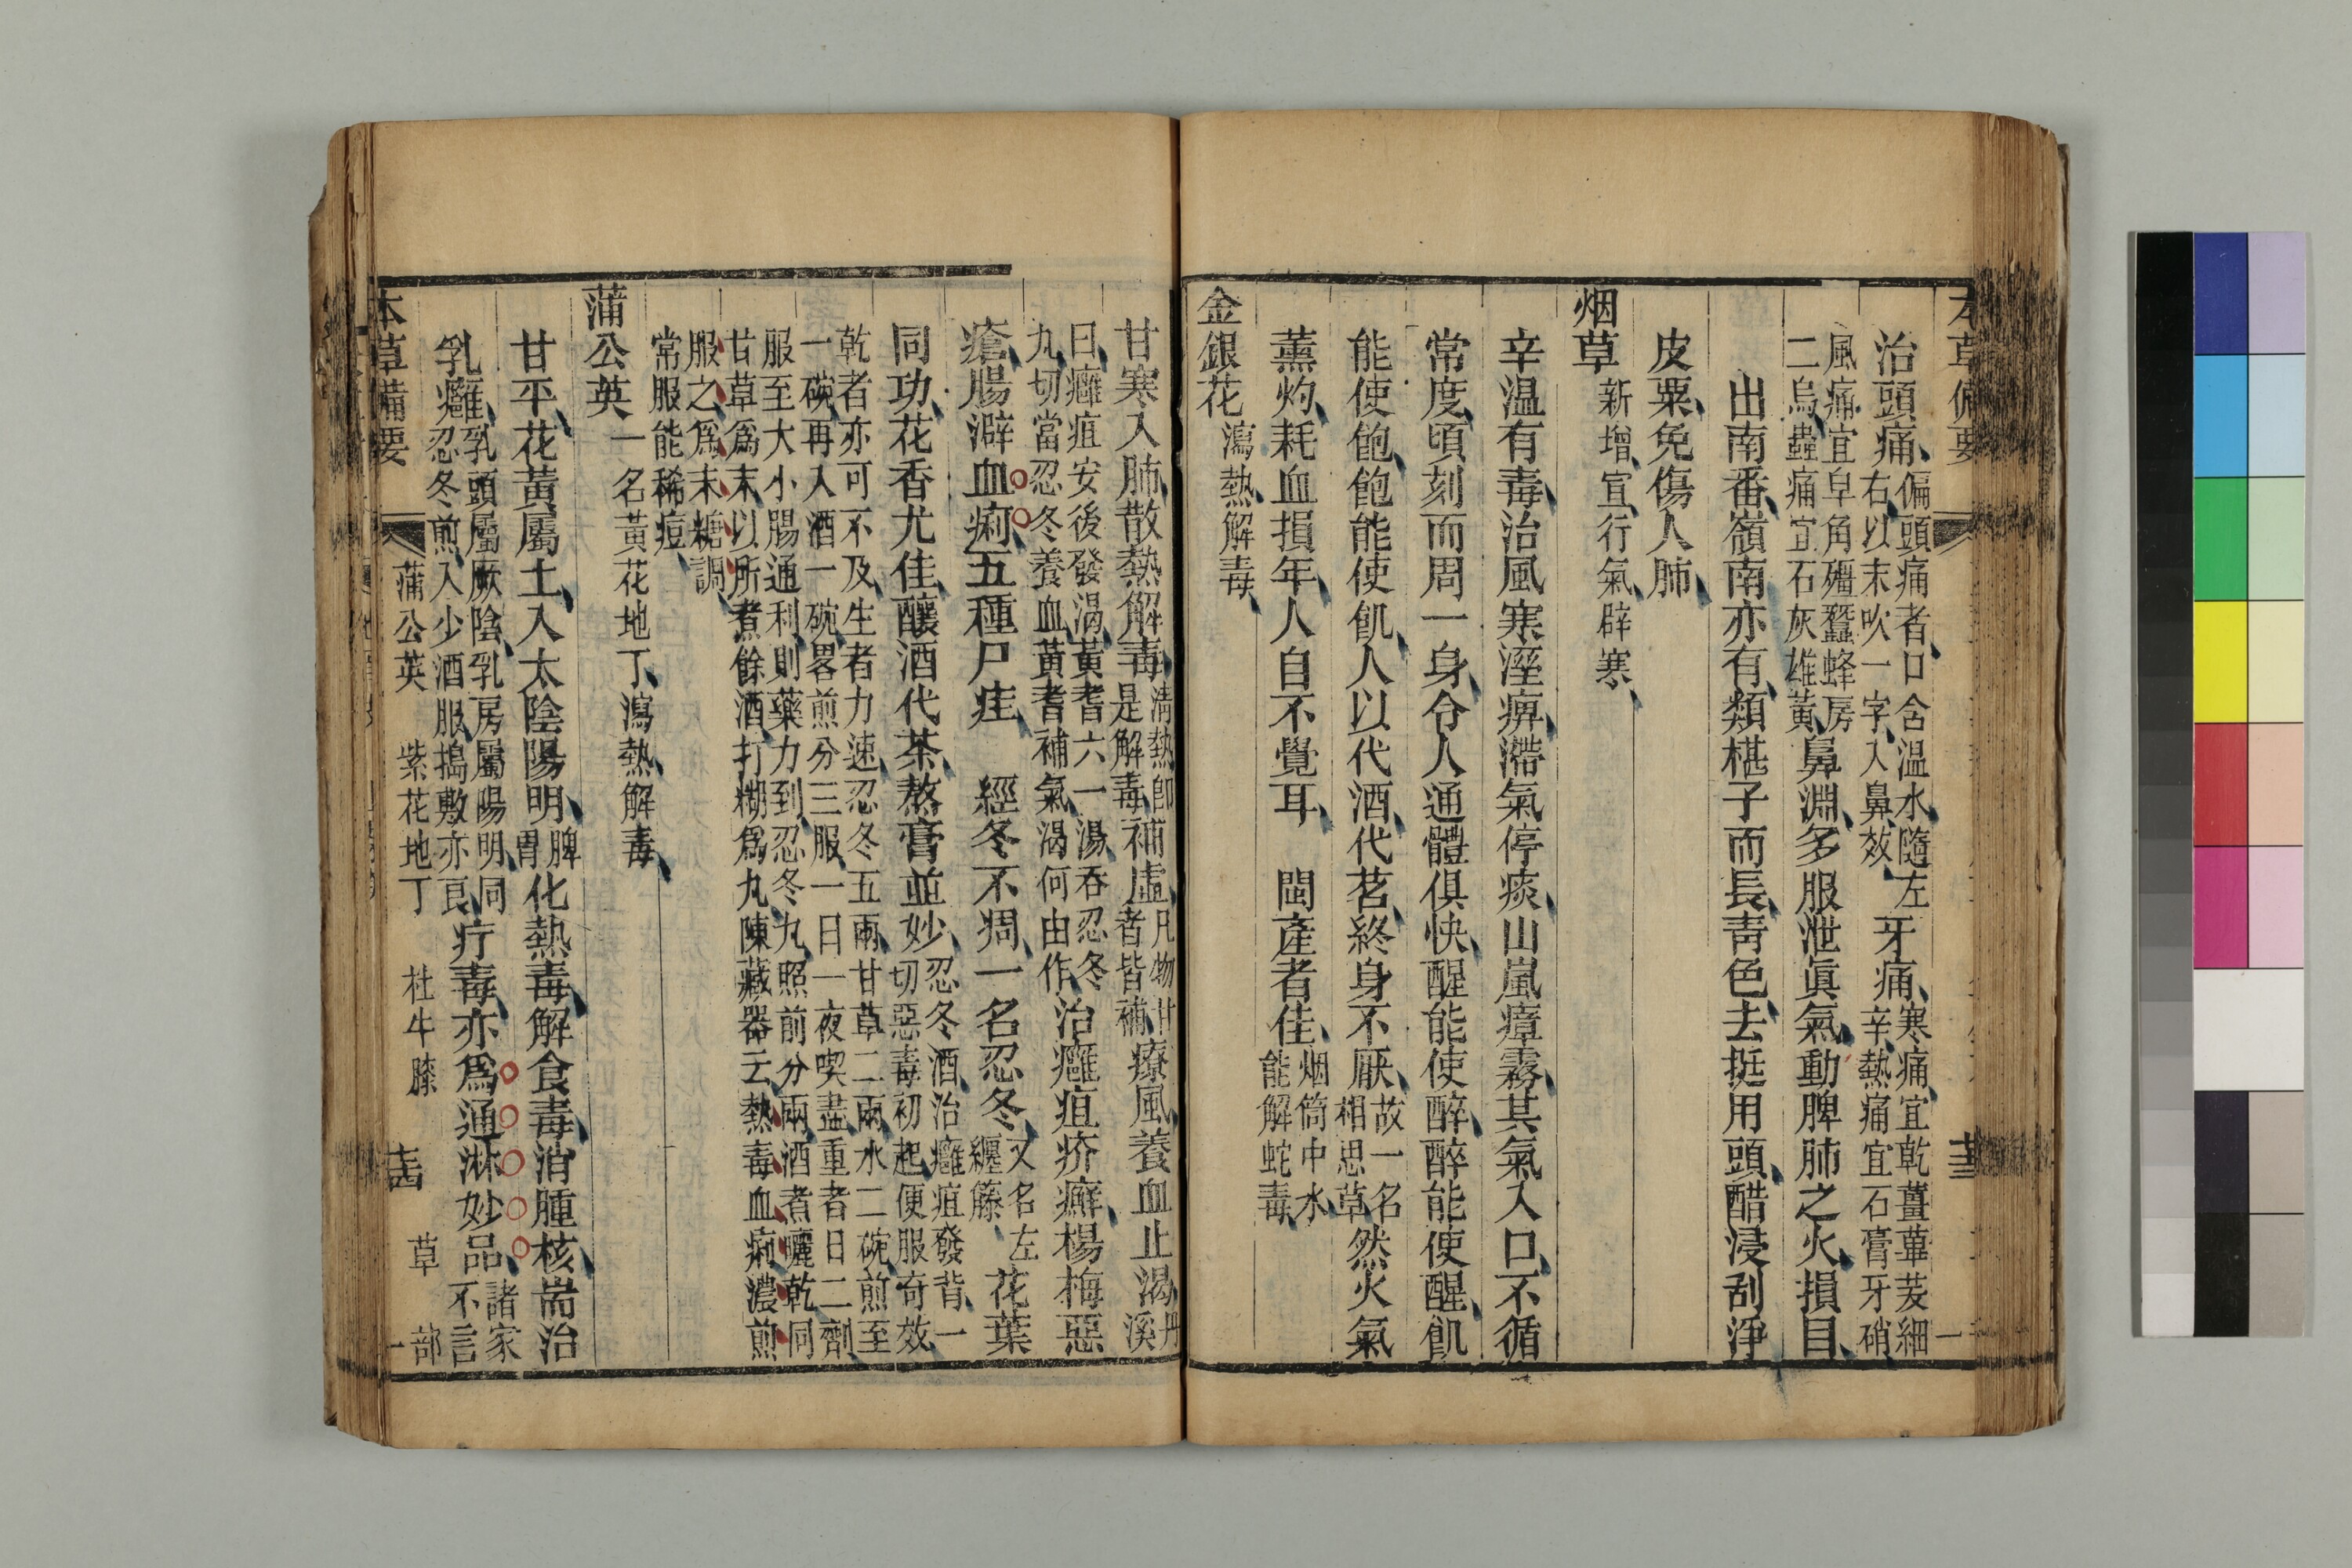 本草備要
治頭痛偏頭痛者口含溫水隨左右以末吹一字入鼻效牙痛寒痛宜乾薑蓽茇細辛熱痛宜石膏牙硝
風痛宜皁角殭蠶蜂房二烏蟲痛宜石灰雄黃鼻淵多服泄眞氣動脾肺之火損目
出南番嶺南亦有類椹子而長靑色去挺用頭醋浸刮淨
皮粟免傷人肺
烟草新增宣行氣辟寒
辛温有毒治風寒溼痹滯氣停痰山嵐瘴霧其氣入口不循
常度頃刻而周一身令人通體俱快醒能使醉醉能使醒飢
能使飽飽能使飢人以代酒代茗終身不厭故一名相思草然火氣
薰灼耗血損年人自不覺耳 閩產者佳烟筒中水能解蛇毒
金銀花瀉熱解毒
甘寒入肺散熱解毒淸熱卽是解毒補虛凡物甘者皆補療風養血止渴丹溪
曰癰疽安後發渴黃耆六一湯吞忍冬丸切當忍冬養血黃耆補氣渴何由作治癰疽疥癬楊梅惡
瘡腸澼血痢五種尸疰 經冬不凋一名忍冬又名左纏籐花葉
同功花香尤佳釀酒代茶熬膏並妙忍冬酒治癰疽發背一切惡毒初起便服奇效
乾者亦可不及生者力速忍冬五兩甘草二兩水二碗煎至一碗再入酒一碗畧煎分三服一日一夜喫盡重者日二劑
服至大小腸通利則藥力到忍冬丸照前分兩酒煮曬乾同甘草爲末以所煮餘酒打糊爲丸陳藏器云熱毒血痢濃煎
服之爲末糖調常服能稀痘
蒲公英一名黃花地丁瀉熱解毒
甘平花黃屬土入太陰陽明脾胃化熱毒解食毒消腫核耑治
乳癰乳頭屬厥陰乳房屬陽明同忍冬煎入少酒服搗敷亦良疔毒亦爲通淋妙品諸家不言
本草備要 蒲公英 紫花地丁 杜牛膝 草部一